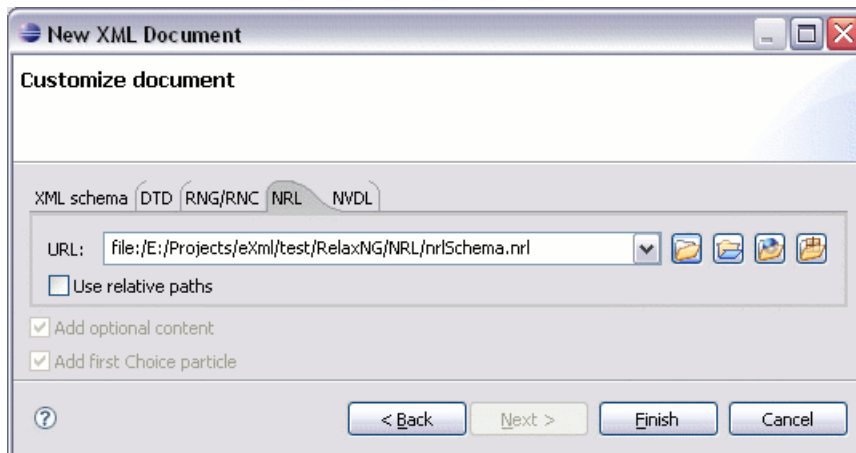 New XML Document
Customize document
XML schema DTD RNG/RNC NRL NVDL
URL: file:/E:/Projects/eXml/test/RelaxNG/NRL/nrlSchema.nrl
Use relative paths
Add optional content
Add first Choice particle
? < Back Next > Finish Cancel